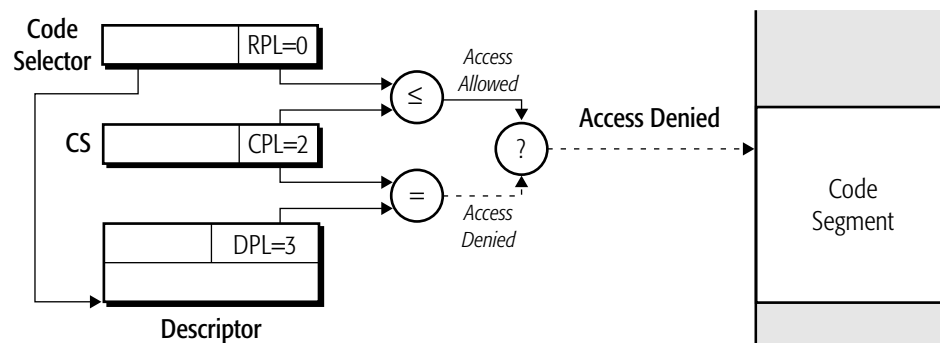 Code
Selector
RPL=0
Access
Allowed
≤
CS
CPL=2
?
Access Denied
=
Access
Denied
DPL=3
Code
Segment
Descriptor